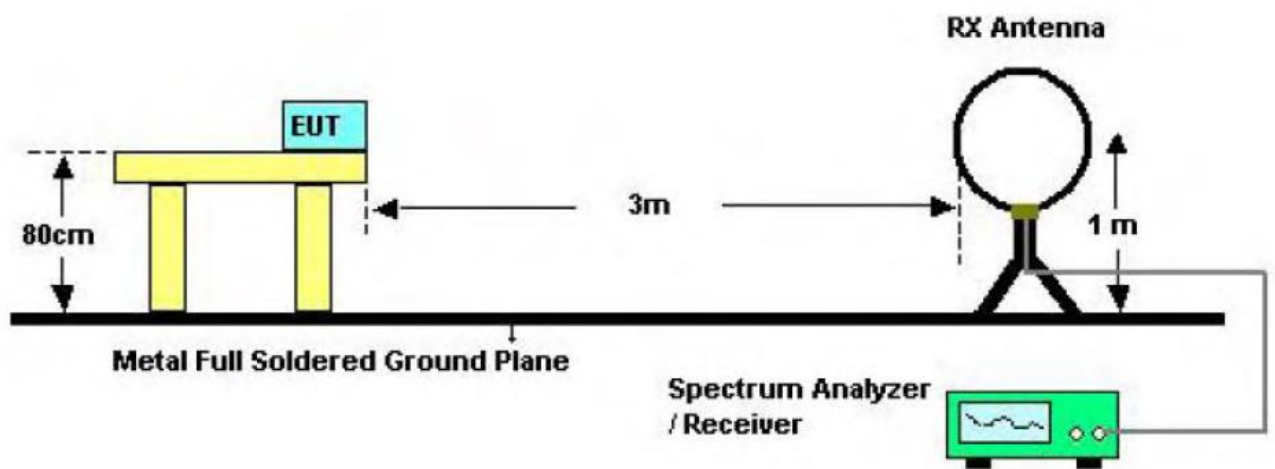 RX Antenna
EUT
80cm
3m
1 m
Metal Full Soldered Ground Plane
Spectrum Analyzer
/ Receiver